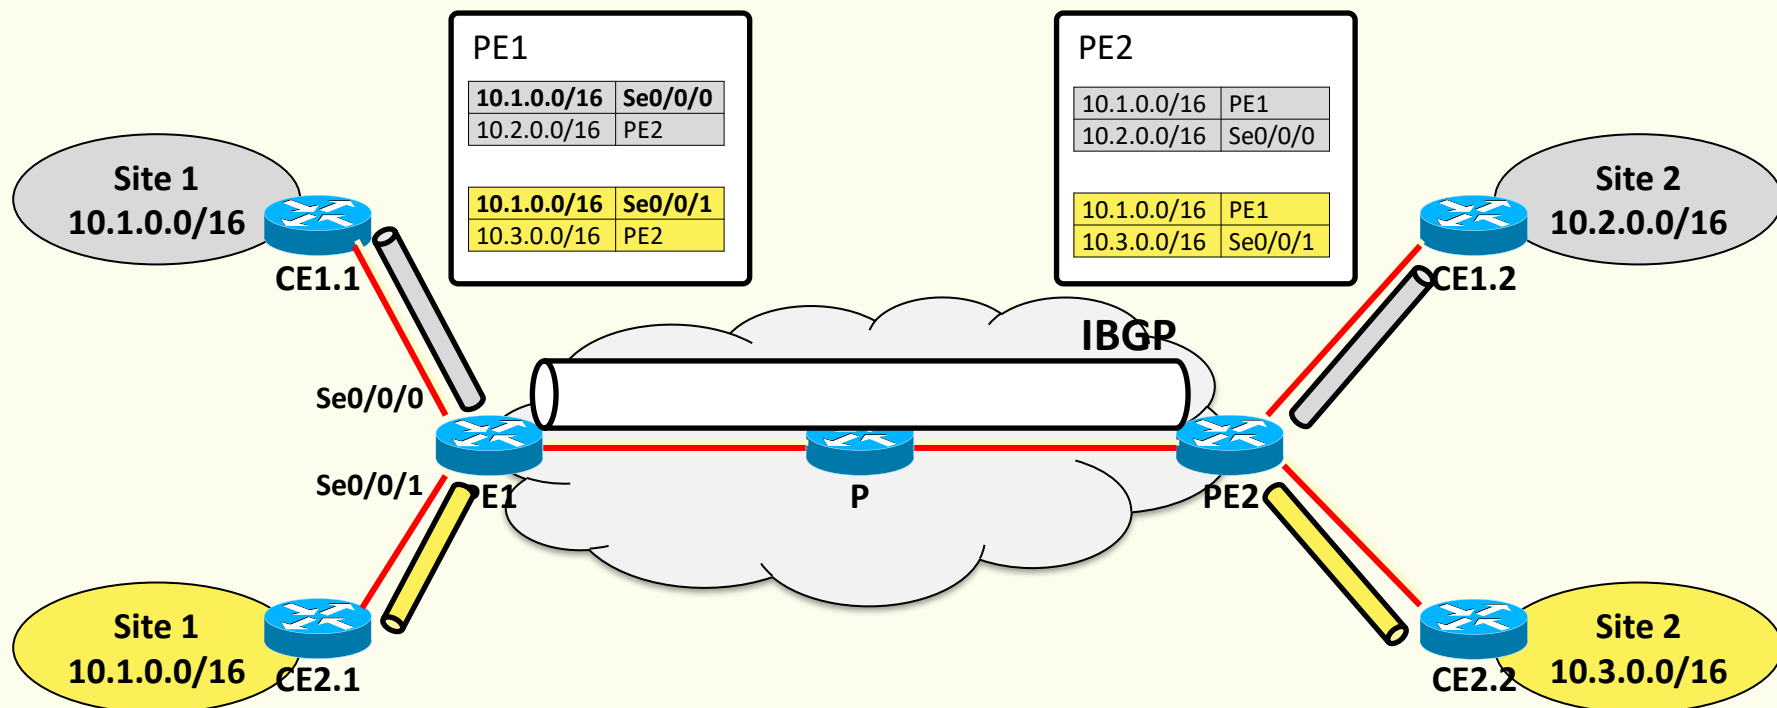 PE1
10.1.0.0/16 Se0/0/0
10.2.0.0/16 PE2
10.1.0.0/16 Se0/0/1
10.3.0.0/16 PE2
PE2
10.1.0.0/16 PE1
10.2.0.0/16 Se0/0/0
10.1.0.0/16 PE1
10.3.0.0/16 Se0/0/1
Site 1
10.1.0.0/16
CE1.1
Site 2
10.2.0.0/16
CE1.2
IBGP
Se0/0/0
Se0/0/1
PE1
P
PE2
Site 1
10.1.0.0/16
CE2.1
Site 2
10.3.0.0/16
CE2.2